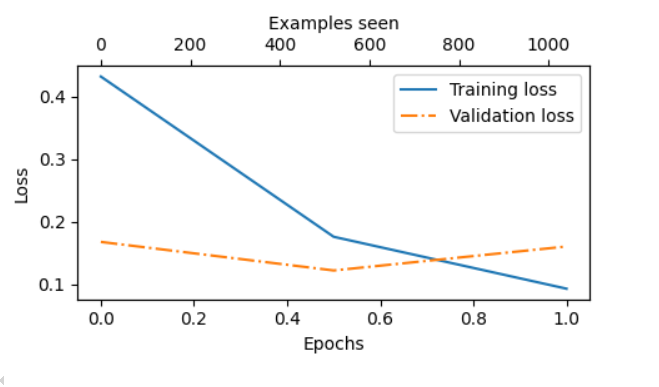 Examples seen
0 200 400 600 800 1000
Training loss
Validation loss
0.4
0.3
0.2
0.1
Loss
0.0 0.2 0.4 0.6 0.8 1.0
Epochs